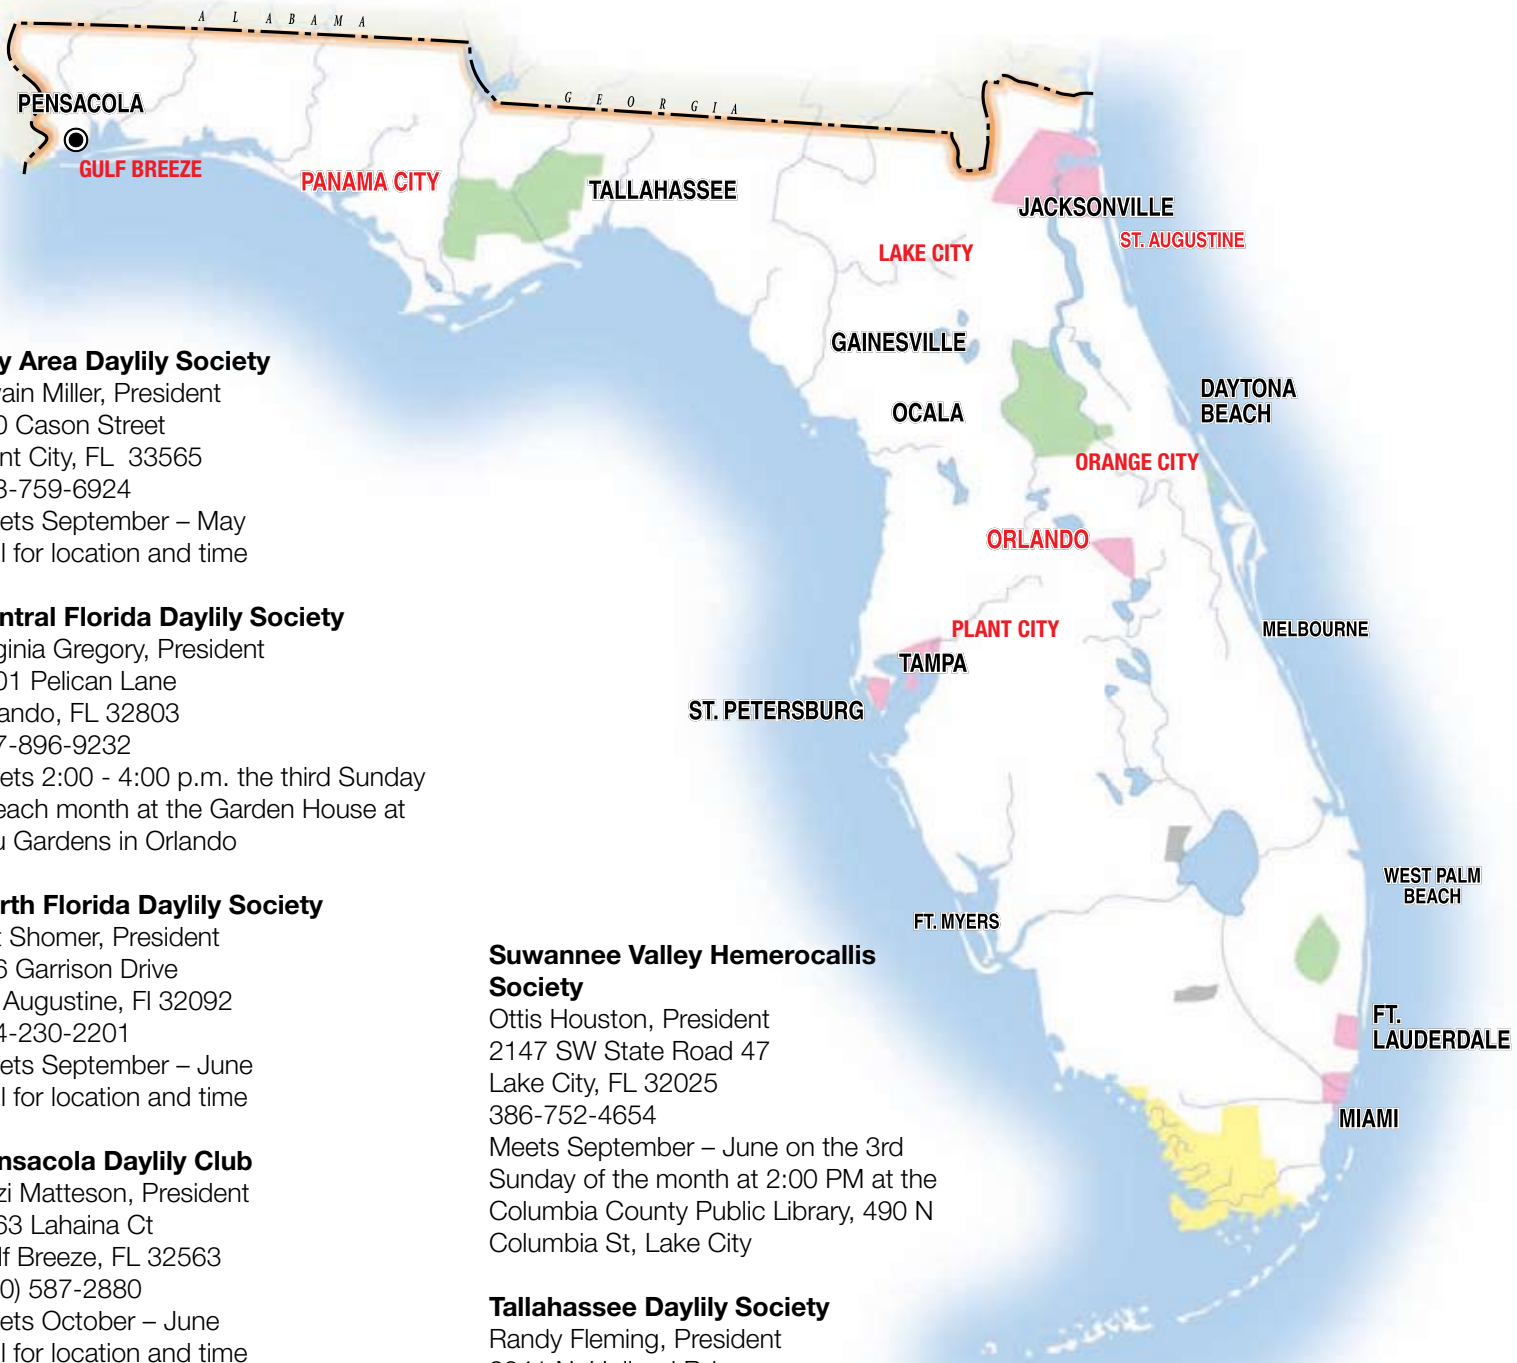 ALABAMA
GEORGIA
PENSACOLA
GULF BREEZE
PANAMA CITY
TALLAHASSEE
JACKSONVILLE
ST. AUGUSTINE
LAKE CITY
GAINESVILLE
OCALA
DAYTONA
BEACH
ORANGE CITY
ORLANDO
PLANT CITY
MELBOURNE
TAMPA
ST. PETERSBURG
WEST PALM
BEACH
FT. MYERS
FT.
LAUDERDALE
MIAMI
y Area Daylily Society
ain Miller, President
0 Cason Street
nt City, FL 33565
3-759-6924
ets September – May
l for location and time
ntral Florida Daylily Society
ginia Gregory, President
01 Pelican Lane
ando, FL 32803
7-896-9232
ets 2:00 - 4:00 p.m. the third Sunday
each month at the Garden House at
u Gardens in Orlando
rth Florida Daylily Society
t Shomer, President
6 Garrison Drive
Augustine, Fl 32092
4-230-2201
ets September – June
l for location and time
nsacola Daylily Club
zi Matteson, President
63 Lahaina Ct
lf Breeze, FL 32563
0) 587-2880
ets October – June
l for location and time
Suwannee Valley Hemerocallis
Society
Ottis Houston, President
2147 SW State Road 47
Lake City, FL 32025
386-752-4654
Meets September – June on the 3rd
Sunday of the month at 2:00 PM at the
Columbia County Public Library, 490 N
Columbia St, Lake City
Tallahassee Daylily Society
Randy Fleming, President